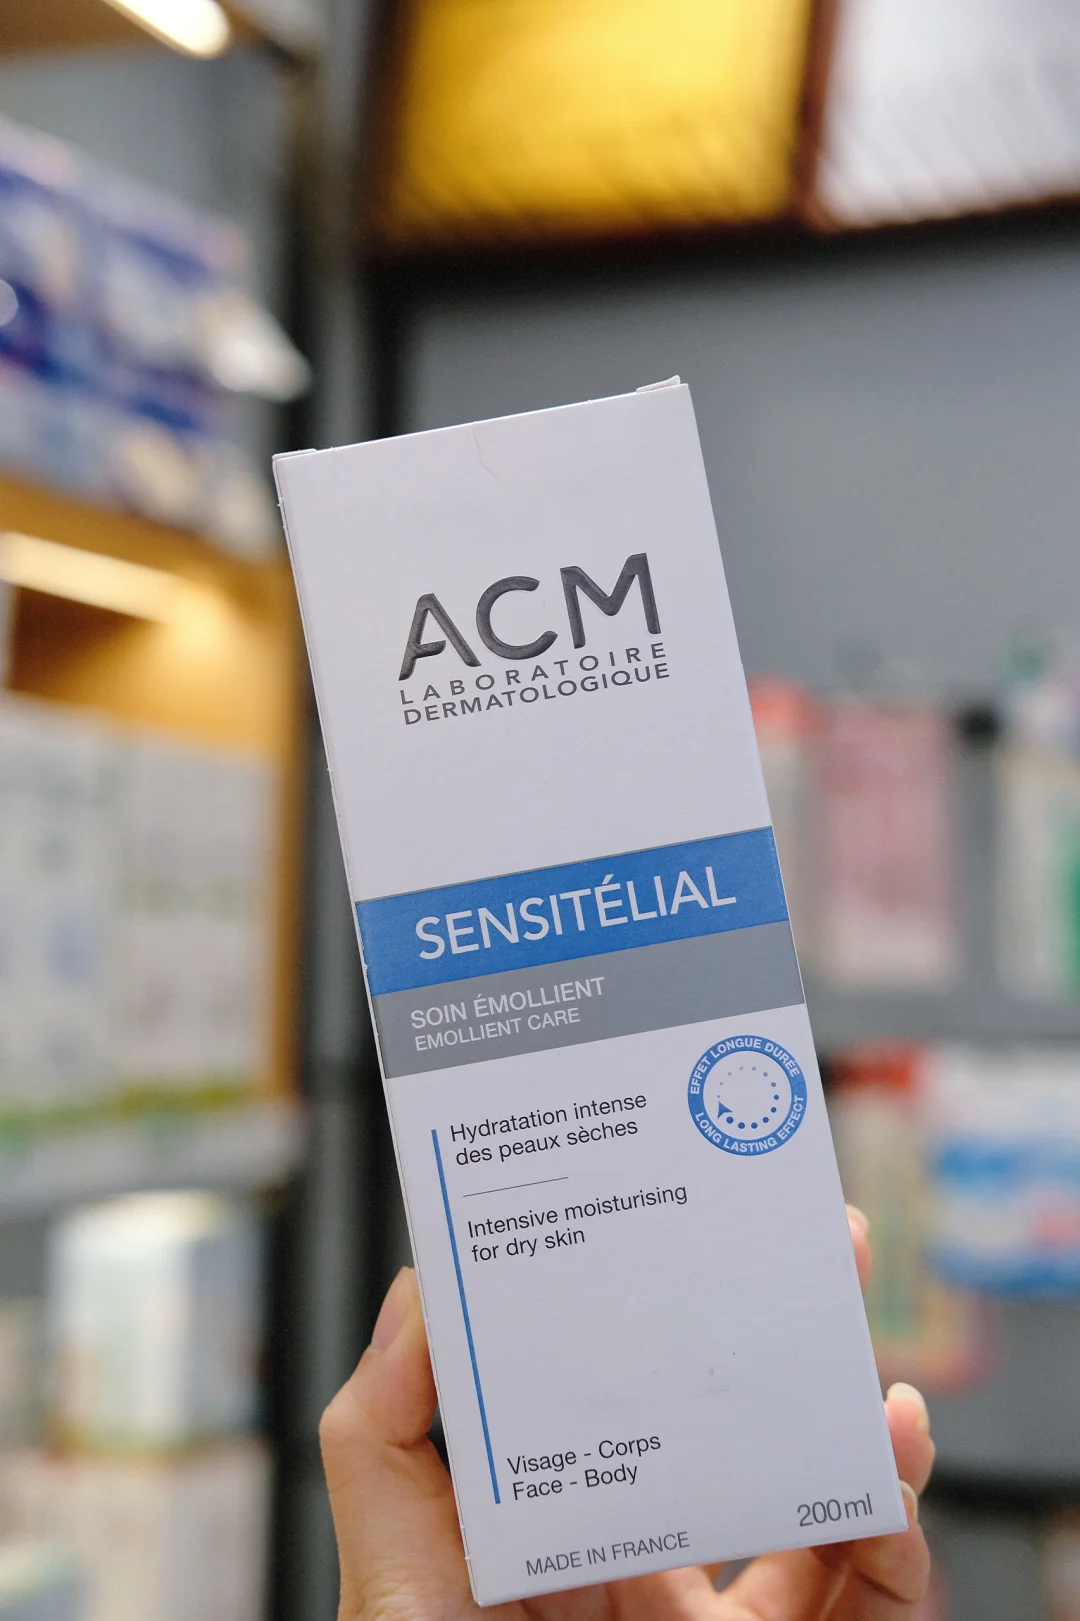 ACM
LABORATOIRE
DERMATOLOGIQUE
SENSITÉLIAL
SOIN ÉMOLLIENT
EMOLLIENT CARE
EFFET LONGUE DURÉE
LONG LASTING EFFECT
Hydratation intense
des peaux sèches
Intensive moisturising
for dry skin
Visage - Corps
Face - Body
200ml
MADE IN FRANCE